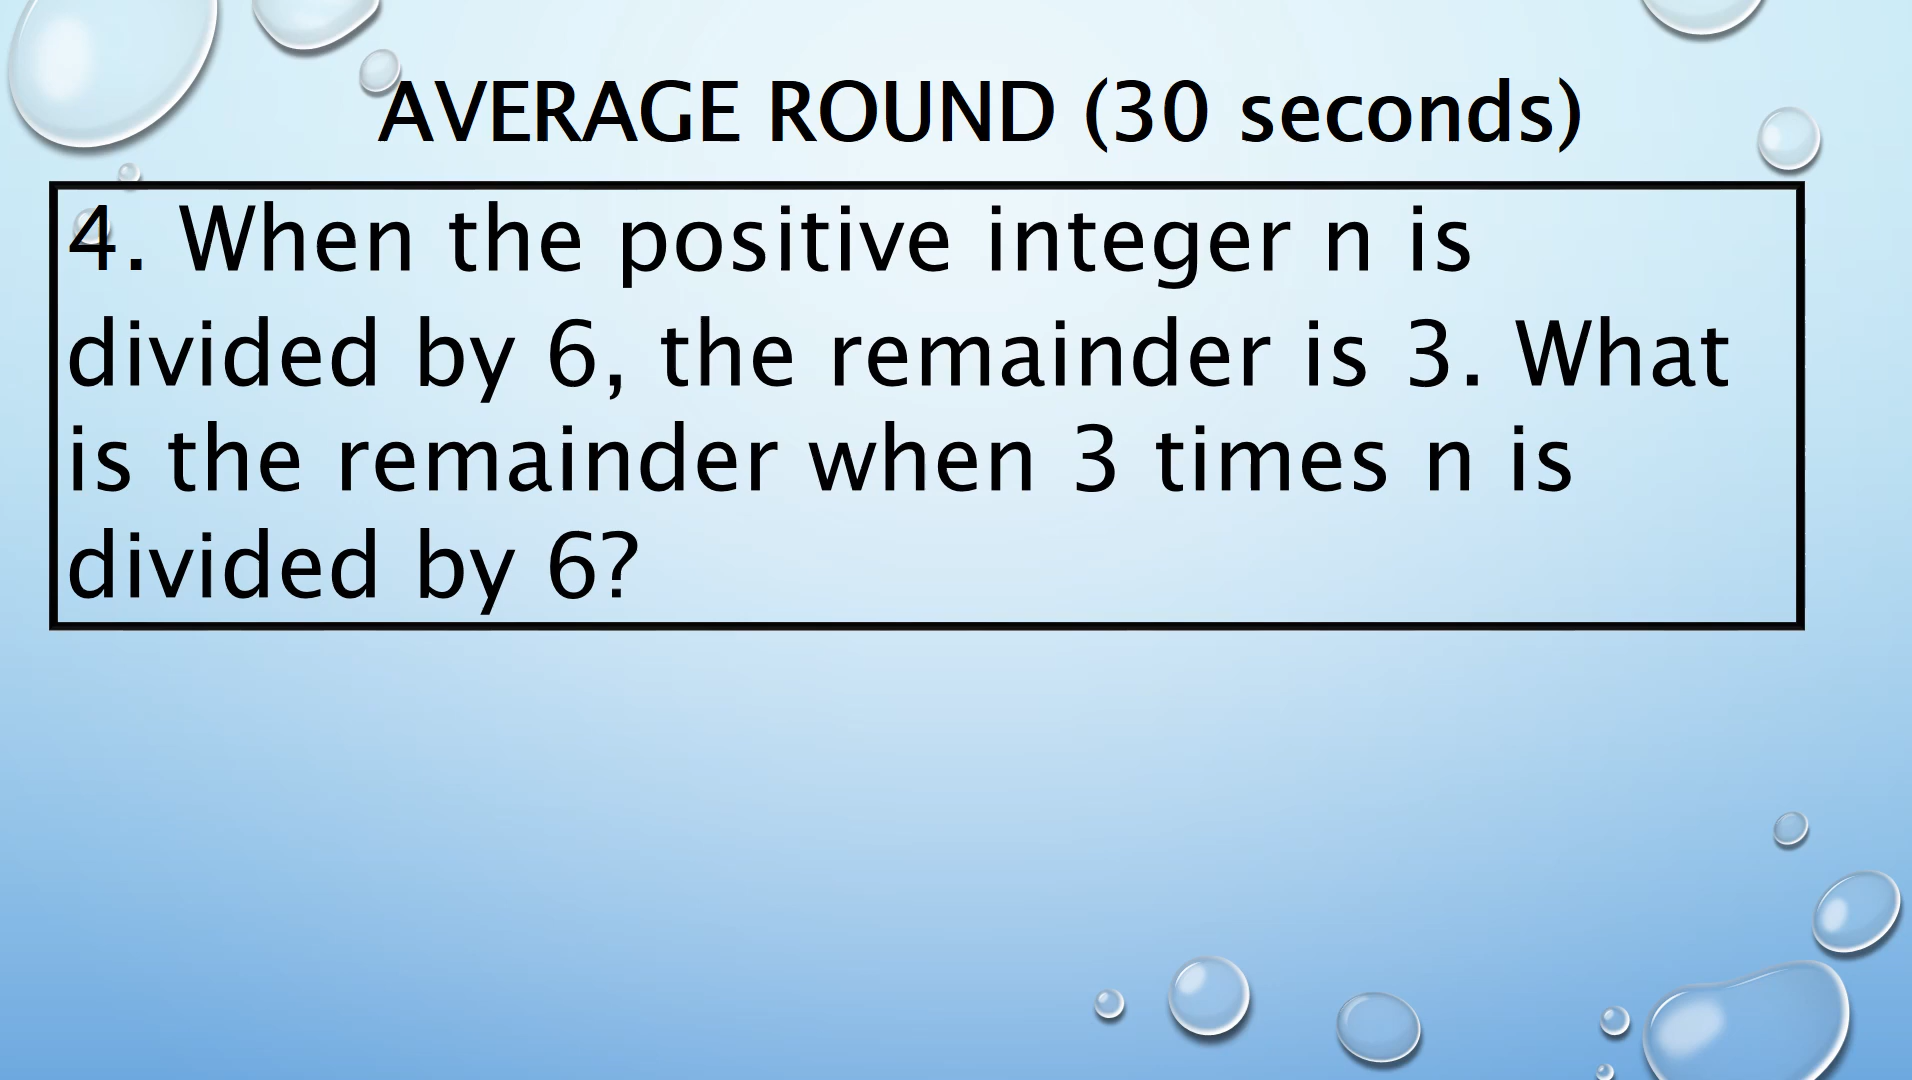 AVERAGE ROUND (30 seconds)
4. When the positive integer n is
divided by 6, the remainder is 3. What
is the remainder when 3 times n is
divided by 6?